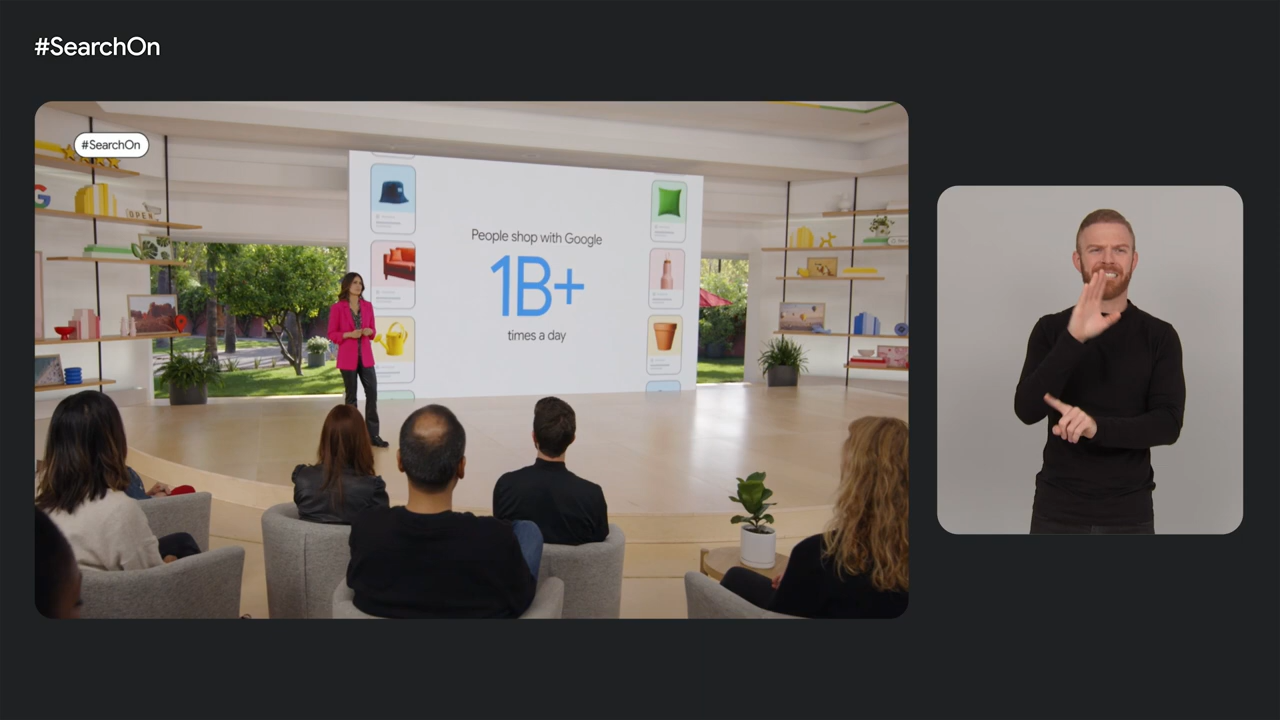 #SearchOn
#SearchOn
People shop with Google
1B+
times a day
OPEN
G